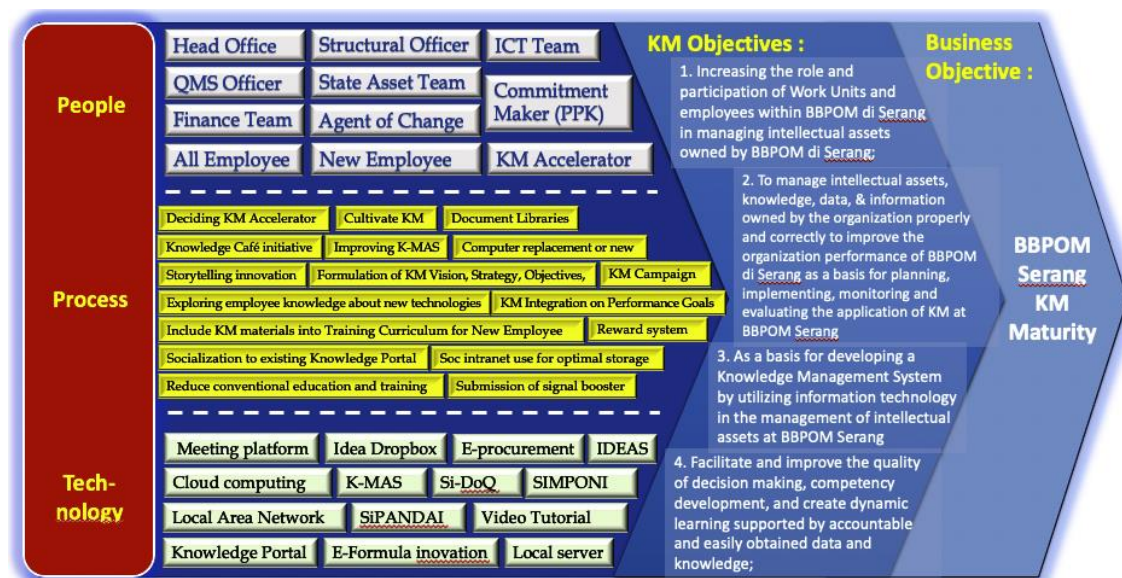 People
Head Office
Structural Officer
ICT Team
QMS Officer
State Asset Team
Commitment
Maker (PPK)
Finance Team
Agent of Change
All Employee
New Employee
KM Accelerator
Process
Deciding KM Accelerator
Cultivate KM
Document Libraries
Knowledge Café initiative
Improving K-MAS
Computer replacement or new
Storytelling innovation
Formulation of KM Vision, Strategy, Objectives,
KM Campaign
Exploring employee knowledge about new technologies
KM Integration on Performance Goals
Include KM materials into Training Curriculum for New Employee
Reward system
Socialization to existing Knowledge Portal
Soc intranet use for optimal storage
Reduce conventional education and training
Submission of signal booster
Tech-
nology
Meeting platform
Idea Dropbox
E-procurement
IDEAS
Cloud computing
K-MAS
Si-DoQ
SIMPONI
Local Area Network
SiPANDAI
Video Tutorial
Knowledge Portal
E-Formula inovation
Local server
KM Objectives :
1. Increasing the role and
participation of Work Units and
employees within BBPOM di Serang
in managing intellectual assets
owned by BBPOM di Serang;
2. To manage intellectual assets,
knowledge, data, & information
owned by the organization properly
and correctly to improve the
organization performance of BBPOM
di Serang as a basis for planning,
implementing, monitoring and
evaluating the application of KM at
BBPOM Serang
3. As a basis for developing a
Knowledge Management System
by utilizing information technology
in the management of intellectual
assets at BBPOM Serang
4. Facilitate and improve the quality
of decision making, competency
development, and create dynamic
learning supported by accountable
and easily obtained data and
knowledge;
Business
Objective :
BBPOM
Serang
KM
Maturity